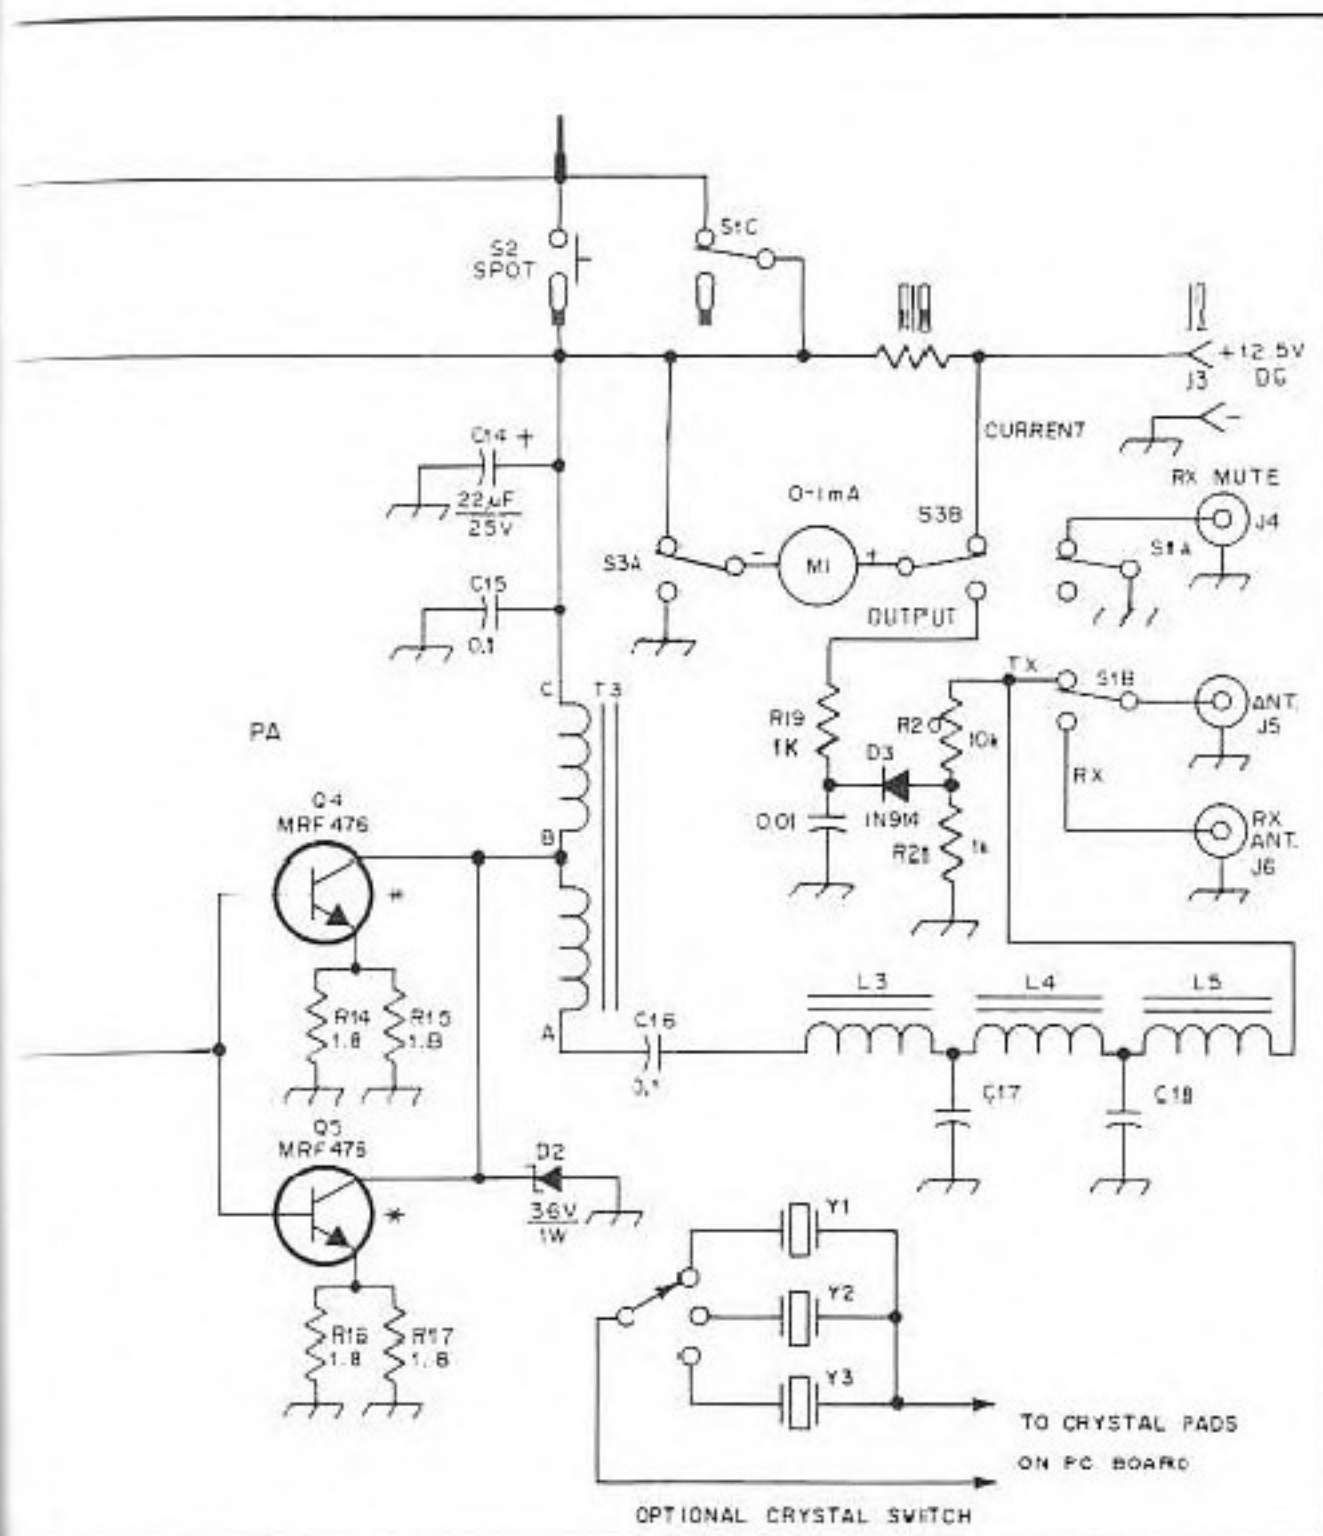 S1C
S2
SPOT
+12.5V
DC
J3
-
CURRENT
C14 +
22µF
25V
RX MUTE
J4
0-1mA
S3B
S1A
S3A
-
M1
+
C15
0.1
OUTPUT
TX
C T3
S1B
ANT.
J5
R19
1K
R20
10k
PA
D3
RX
Q4
MRF476
0.01
1N914
B
R21
1k
RX
ANT.
J6
*
L3
L4
L5
R14
1.8
R15
1.8
A
C16
0.1
C17
C18
Q5
MRF476
D2
36V
1W
*
Y1
Y2
R16
1.8
R17
1.8
Y3
TO CRYSTAL PADS
ON PC BOARD
OPTIONAL CRYSTAL SWITCH